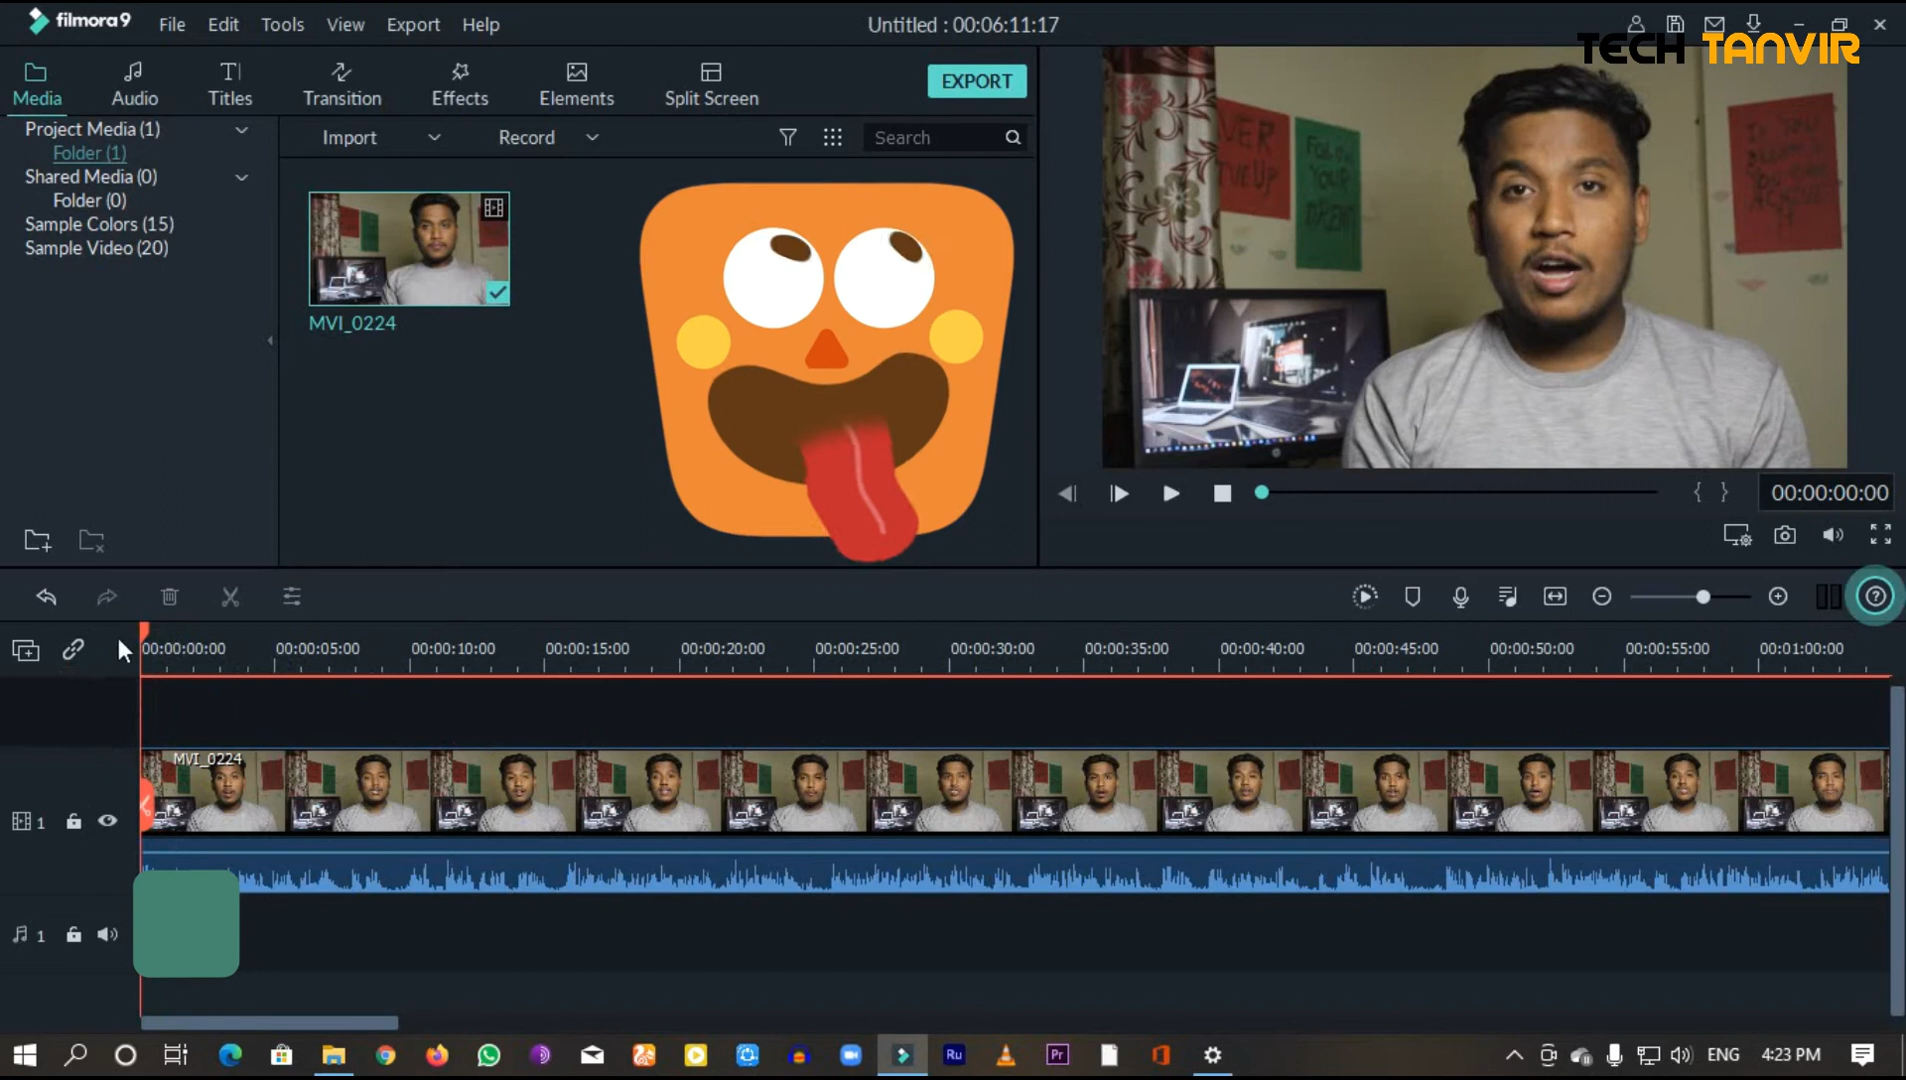 filmora9
File Edit Tools View Export Help
Untitled : 00:06:11:17
TECH TANVIR
Media Audio Titles Transition Effects Elements Split Screen
EXPORT
Project Media (1)
Folder (1)
Shared Media (0)
Folder (0)
Sample Colors (15)
Sample Video (20)
Import Record Search
MVI_0224
FOLLOW
YOUR
DREAM
00:00:00:00
00:00:00:00 00:00:05:00 00:00:10:00 00:00:15:00 00:00:20:00 00:00:25:00 00:00:30:00 00:00:35:00 00:00:40:00 00:00:45:00 00:00:50:00 00:00:55:00 00:01:00:00
MVI_0224
1
1
Ru
Pr
ENG
4:23 PM